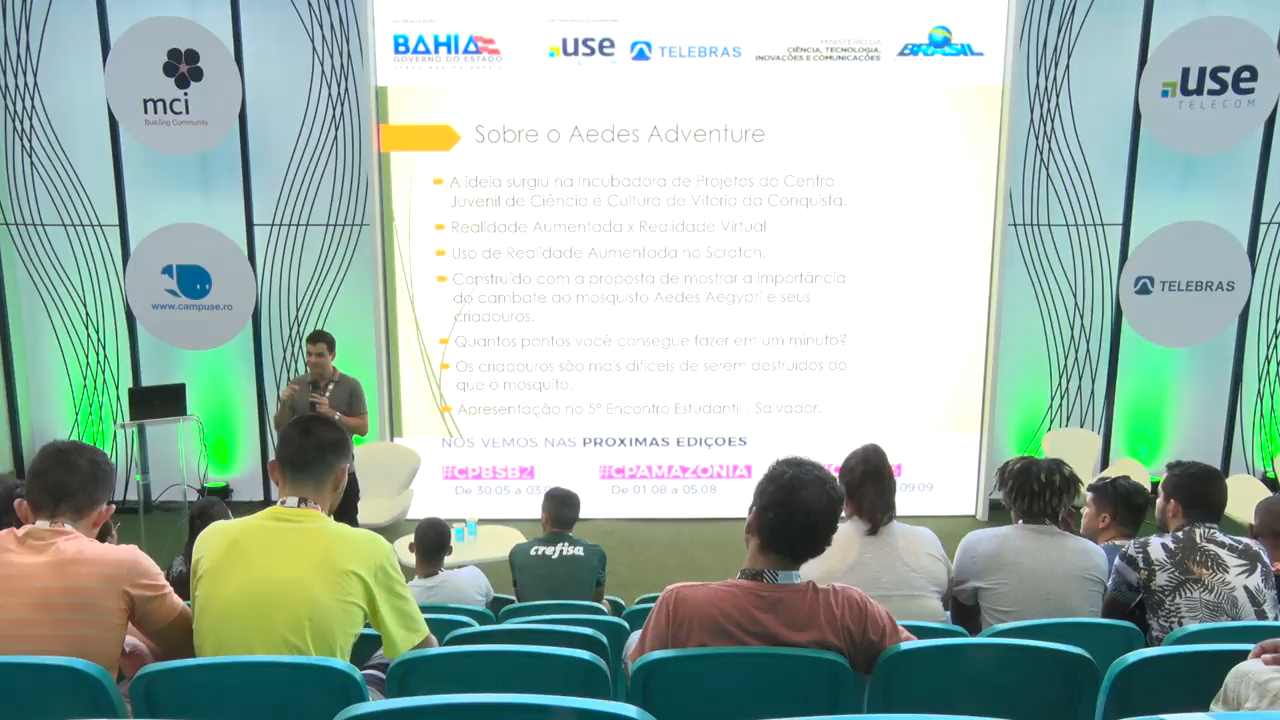 BAHIA
GOVERNO DO ESTADO
use
TELEBRAS
MINISTÉRIO DA
CIÊNCIA, TECNOLOGIA,
INOVAÇÕES E COMUNICAÇÕES
BRASIL
mci
Building Community
www.campuse.ro
use
TELECOM
TELEBRAS
Sobre o Aedes Adventure
A ideia surgiu na Incubadora de Projetos do Centro
Juvenil de Ciência e Cultura de Vitória da Conquista.
Realidade Aumentada x Realidade Virtual
Uso de Realidade Aumentada no Scratch.
Construído com a proposta de mostrar a importância
do combate ao mosquisto Aedes Aegypti e seus
criadouros.
Quantos pontos você consegue fazer em um minuto?
Os criadouros são mais difíceis de serem destruídos do
que o mosquito.
Apresentação no 5º Encontro Estudantil - Salvador.
NOS VEMOS NAS PRÓXIMAS EDIÇÕES
#CPBSB2
#CPAMAZONIA
De 30.05 a 03.0
De 01.08 a 05.08
09.09
crefisa